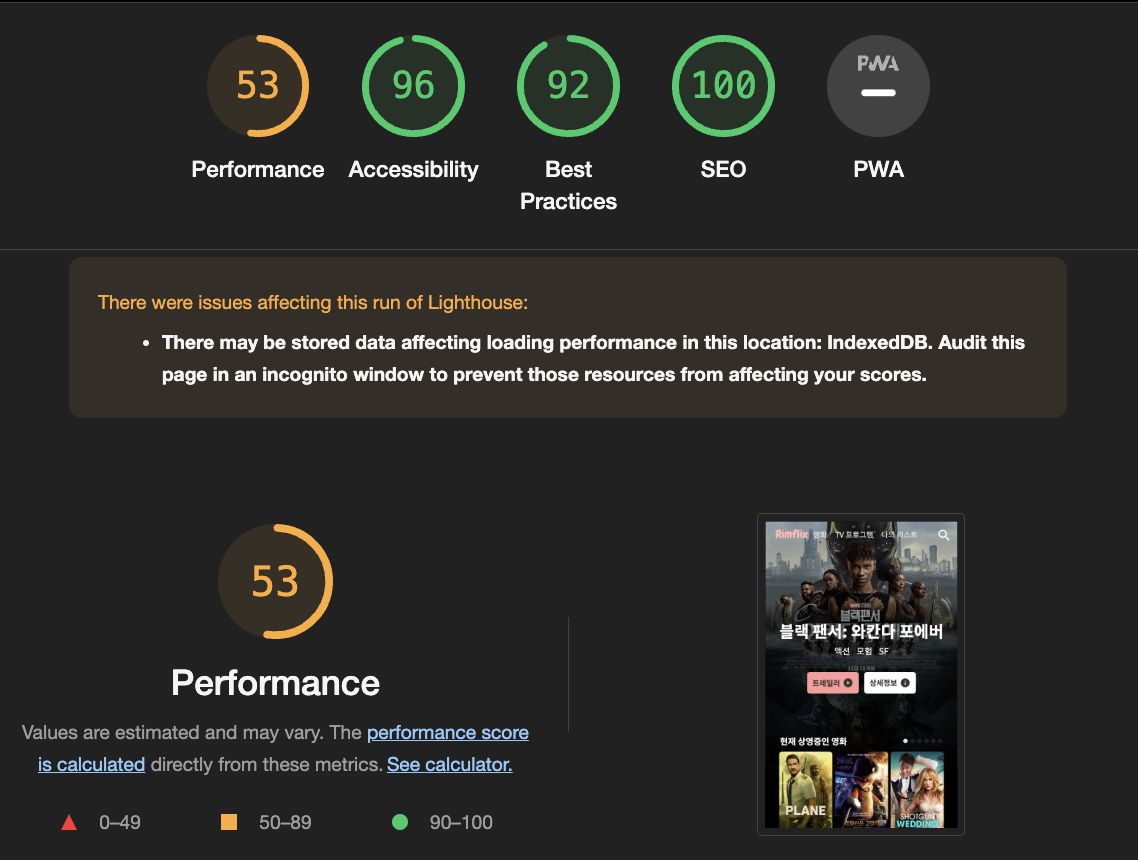 53
96
92
100
PWA
Performance
Accessibility
Best
Practices
SEO
PWA
There were issues affecting this run of Lighthouse:
• There may be stored data affecting loading performance in this location: IndexedDB. Audit this
page in an incognito window to prevent those resources from affecting your scores.
53
Performance
Values are estimated and may vary. The performance score
is calculated directly from these metrics. See calculator.
0–49
50–89
90–100
Rimflix 영화 TV 프로그램 나의 리스트
블랙팬서
블랙 팬서: 와칸다 포에버
액션 모험 SF
트레일러
상세정보
현재 상영중인 영화
PLANE
SHOTGUN
WEDDING